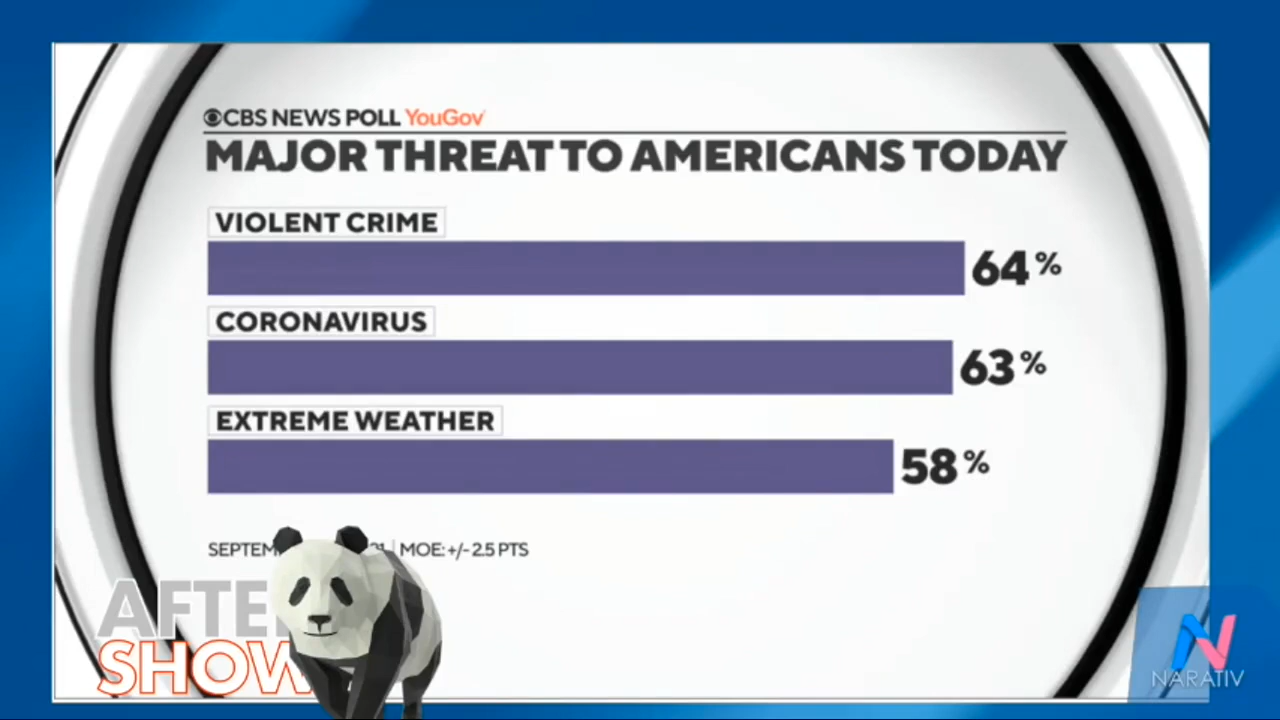 CBS NEWS POLL YouGov
MAJOR THREAT TO AMERICANS TODAY
VIOLENT CRIME
64%
CORONAVIRUS
63%
EXTREME WEATHER
58%
MOE: +/- 2.5 PTS
SHOW
NARATIV